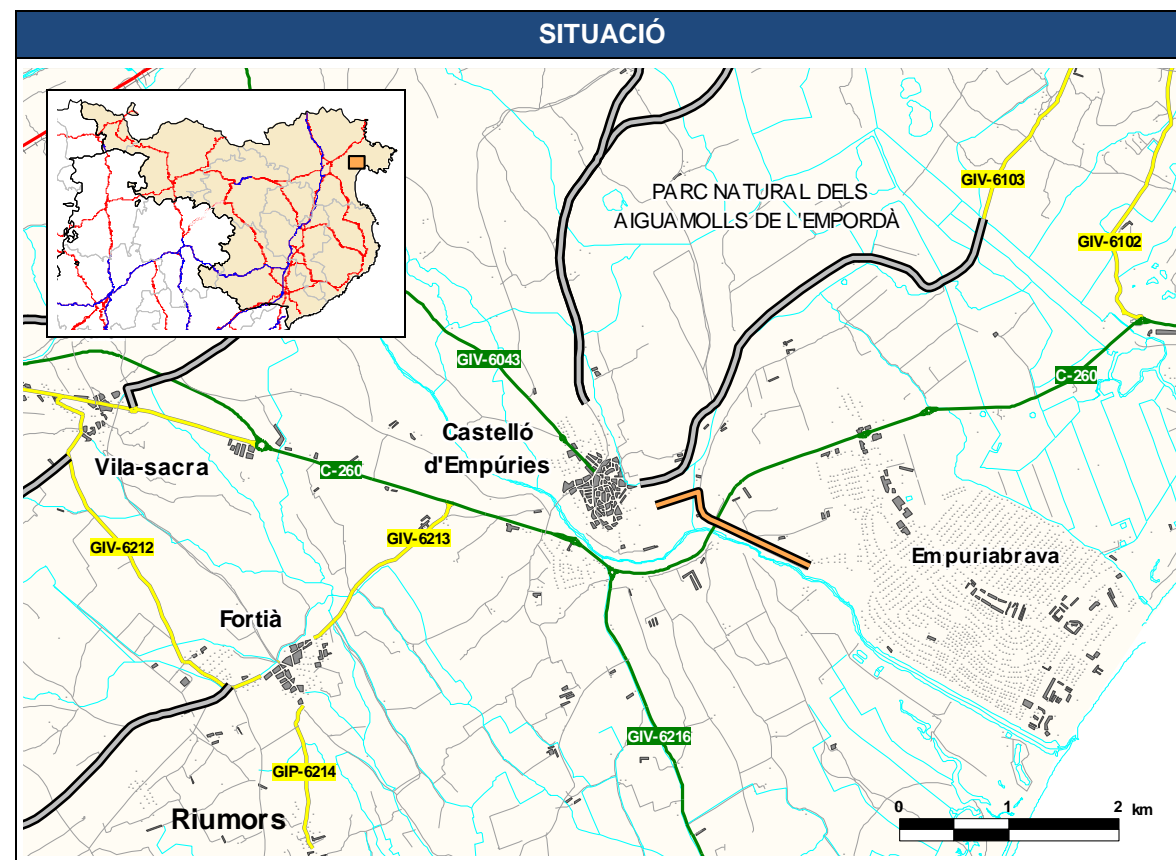 SITUACIÓ
PARC NATURAL DELS
AIGUAMOLLS DE L'EMPORDÀ
GIV-6103
GIV-6102
GIV-6043
C-260
Castelló
d'Empúries
Vila-sacra
C-260
GIV-6213
GIV-6212
Empuriabrava
Fortià
GIV-6216
GIP-6214
Riumors
0 1 2 km